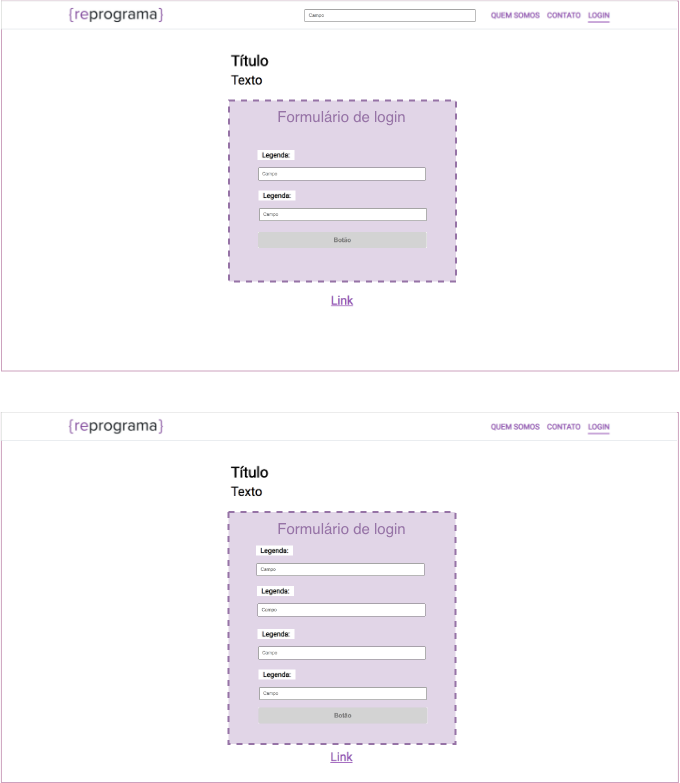 {reprograma}
Campo
QUEM SOMOS CONTATO LOGIN
Título
Texto
Formulário de login
Legenda:
Campo
Legenda:
Campo
Botão
Link
{reprograma}
QUEM SOMOS CONTATO LOGIN
Título
Texto
Formulário de login
Legenda:
Campo
Legenda:
Campo
Legenda:
Campo
Legenda:
Campo
Botão
Link